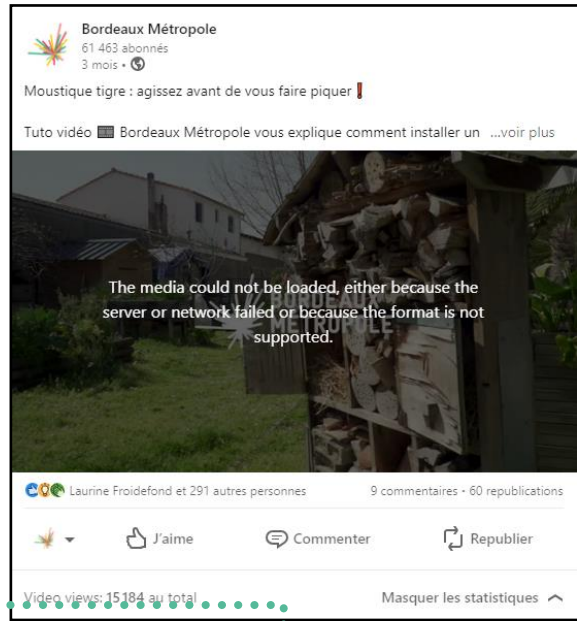 Bordeaux Métropole
61 463 abonnés
3 mois •
Moustique tigre : agissez avant de vous faire piquer❗
Tuto vidéo 🎞 Bordeaux Métropole vous explique comment installer un ...voir plus
BORDEAUX
MÉTROPOLE
The media could not be loaded, either because the
server or network failed or because the format is not
supported.
Laurine Froidefond et 291 autres personnes 9 commentaires • 60 republications
J'aime Commenter Republier
Video views: 15184 au total Masquer les statistiques